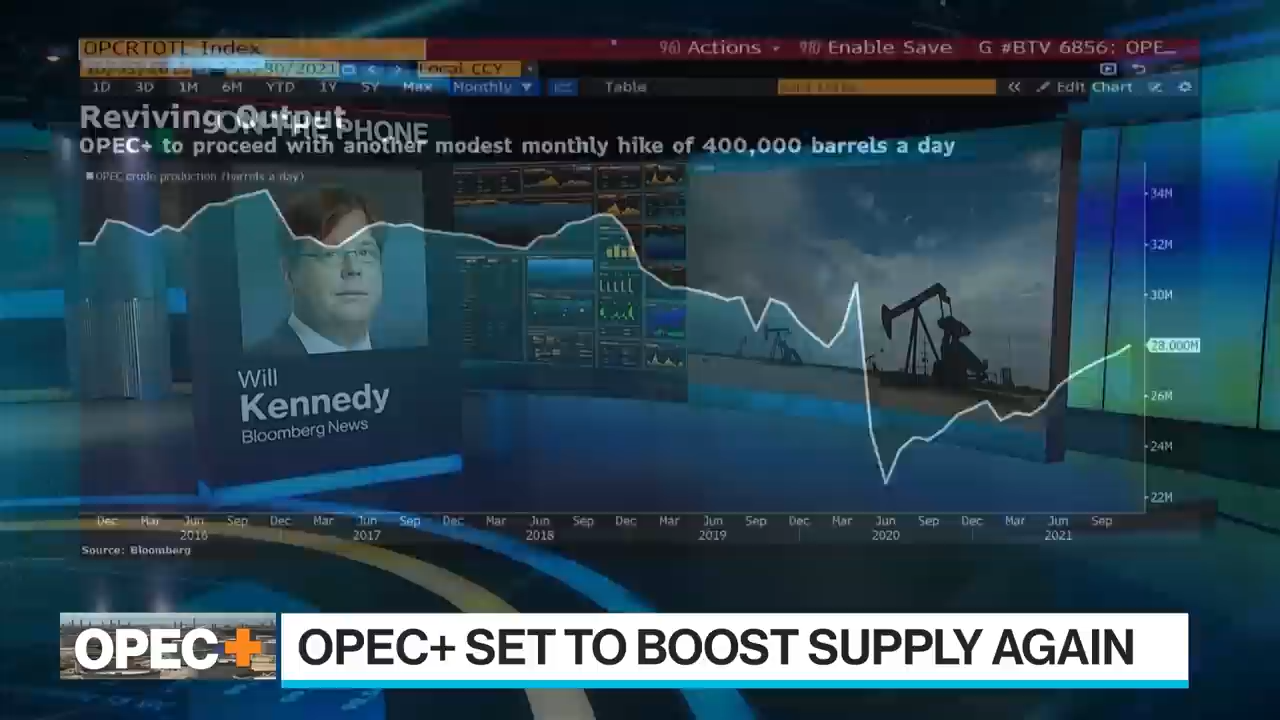 OPCRTOTL Index
96) Actions
98) Enable Save
G #BTV 6856: OPE...
30/2021
Local CCY
1D 3D 1M 6M YTD 1Y 5Y Max Monthly Table
Edit Chart
Reviving Output
ON THE PHONE
OPEC+ to proceed with another modest monthly hike of 400,000 barrels a day
OPEC crude production (barrels a day)
34M
32M
30M
28.000M
26M
24M
22M
Will
Kennedy
Bloomberg News
Dec Mar Jun Sep Dec Mar Jun Sep Dec Mar Jun Sep Dec Mar Jun Sep Dec Mar Jun Sep Dec Mar Jun Sep
2016 2017 2018 2019 2020 2021
Source: Bloomberg
OPEC+
OPEC+ SET TO BOOST SUPPLY AGAIN